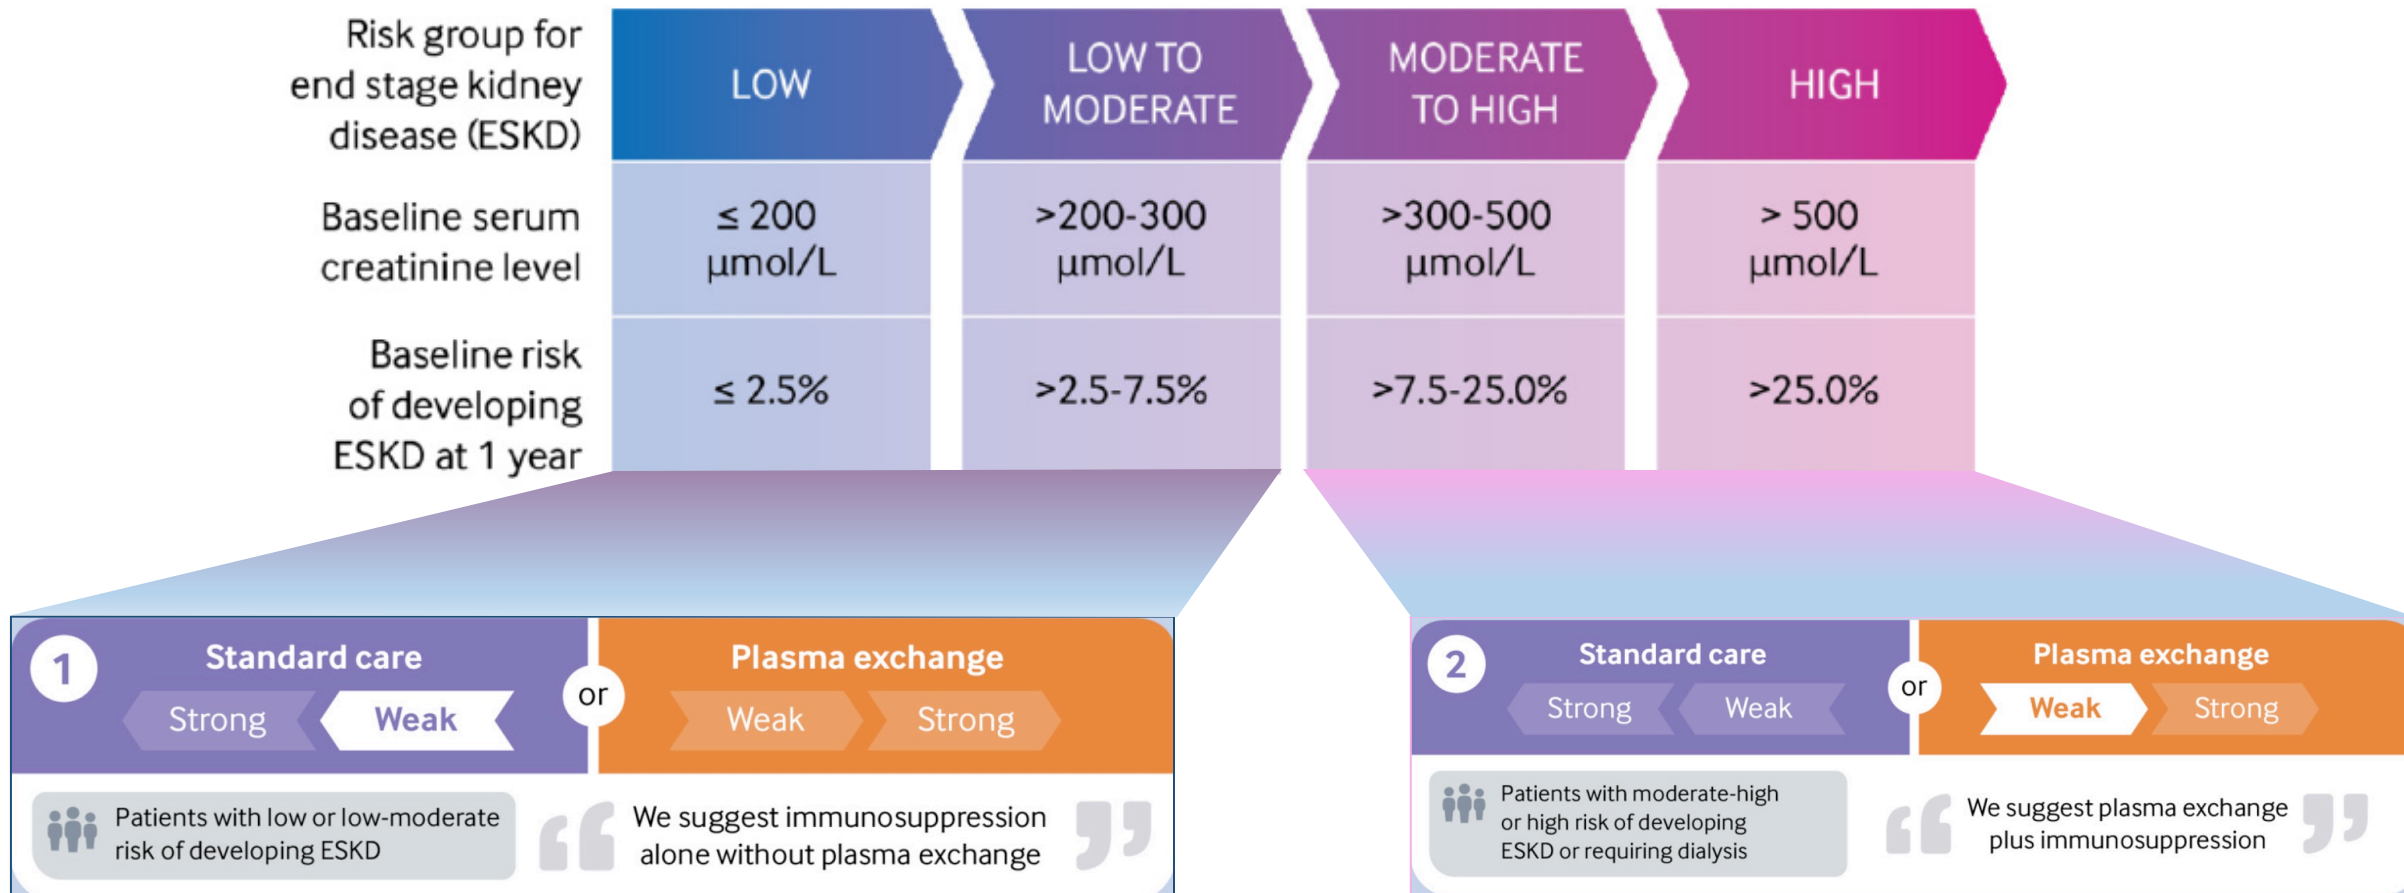 Risk group for
end stage kidney
disease (ESKD)
LOW
LOW TO
MODERATE
MODERATE
TO HIGH
HIGH
Baseline serum
creatinine level
≤ 200
µmol/L
>200-300
µmol/L
>300-500
µmol/L
> 500
µmol/L
Baseline risk
of developing
ESKD at 1 year
≤ 2.5%
>2.5-7.5%
>7.5-25.0%
>25.0%
1
Standard care
Strong
Weak
or
Plasma exchange
Weak
Strong
Patients with low or low-moderate
risk of developing ESKD
“ We suggest immunosuppression
alone without plasma exchange ”
2
Standard care
Strong
Weak
or
Plasma exchange
Weak
Strong
Patients with moderate-high
or high risk of developing
ESKD or requiring dialysis
“ We suggest plasma exchange
plus immunosuppression ”